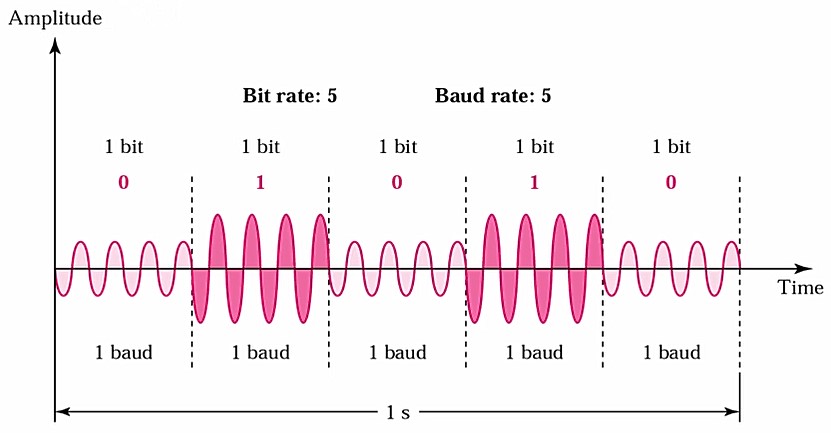 Amplitude
Bit rate: 5 Baud rate: 5
1 bit 1 bit 1 bit 1 bit 1 bit
0 1 0 1 0
Time
1 baud 1 baud 1 baud 1 baud 1 baud
1 s